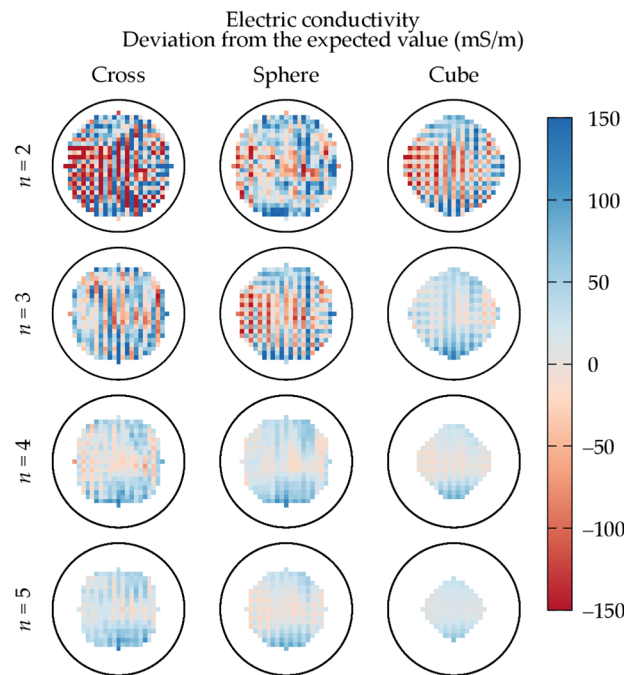 Electric conductivity
Deviation from the expected value (mS/m)
Cross Sphere Cube
n = 2
n = 3
n = 4
n = 5
150
100
50
0
−50
−100
−150